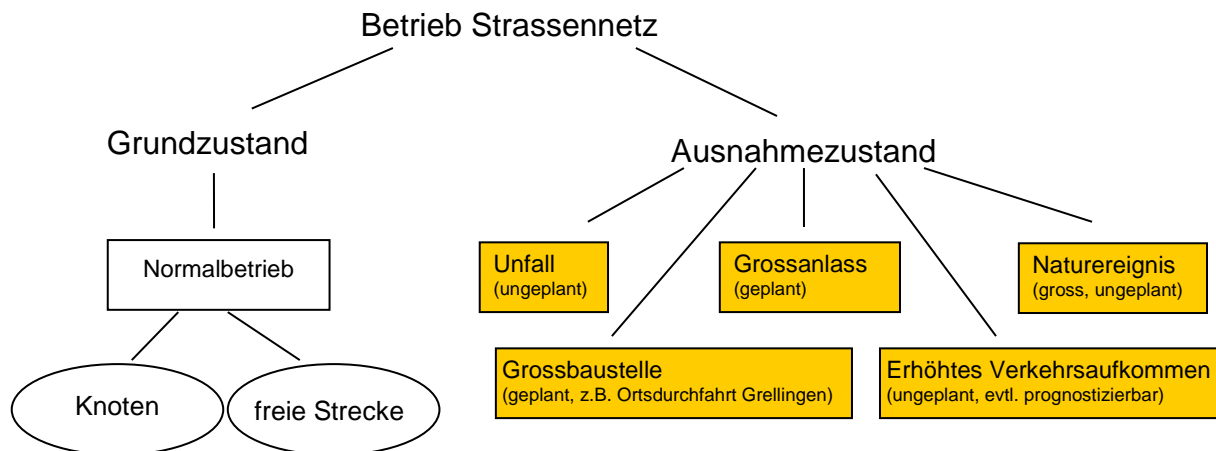 Betrieb Strassennetz
Grundzustand
Ausnahmezustand
Normalbetrieb
Unfall
(ungeplant)
Grossanlass
(geplant)
Naturereignis
(gross, ungeplant)
Knoten
freie Strecke
Grossbaustelle
(geplant, z.B. Ortsdurchfahrt Grellingen)
Erhöhtes Verkehrsaufkommen
(ungeplant, evtl. prognostizierbar)